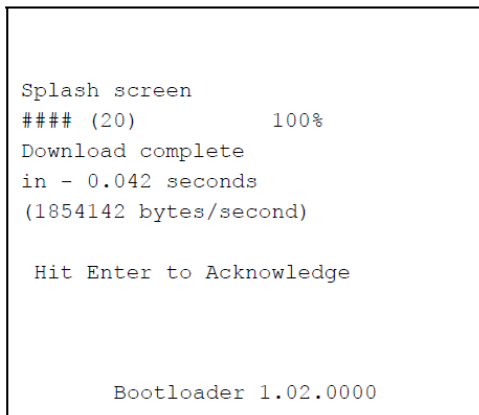 Splash screen
#### (20) 100%
Download complete
in - 0.042 seconds
(1854142 bytes/second)
Hit Enter to Acknowledge
Bootloader 1.02.0000